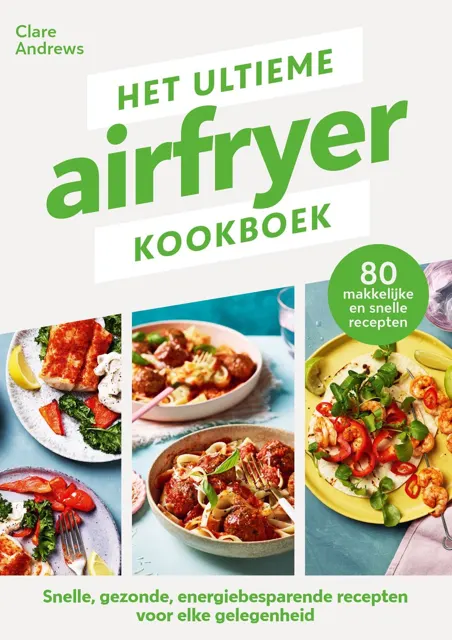 Clare
Andrews
HET ULTIEME
airfryer
KOOKBOEK
80
makkelijke
en snelle
recepten
Snelle, gezonde, energiebesparende recepten
voor elke gelegenheid